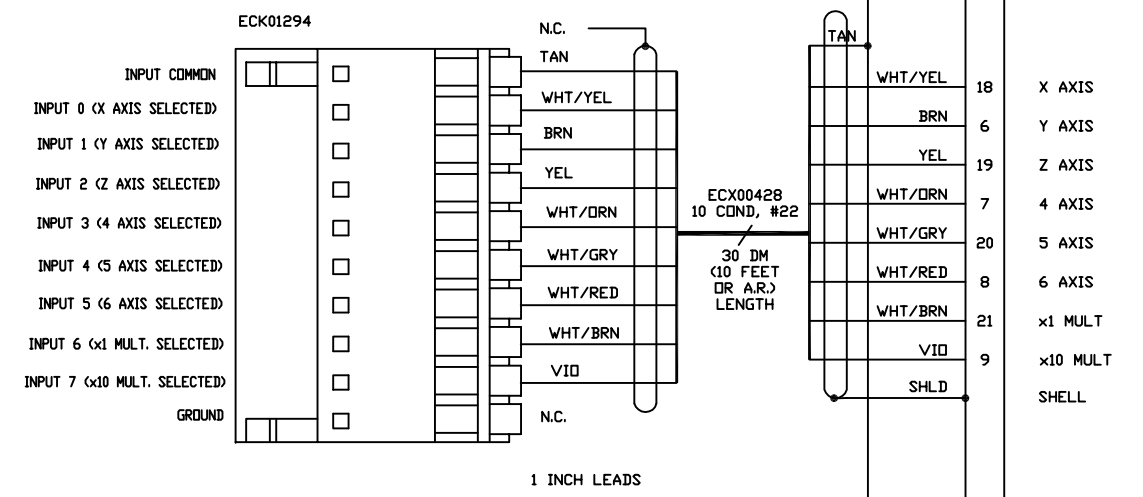 ECK01294
N.C.
TAN
INPUT COMMON
TAN
INPUT 0 (X AXIS SELECTED)
WHT/YEL
WHT/YEL
18
X AXIS
INPUT 1 (Y AXIS SELECTED)
BRN
BRN
6
Y AXIS
INPUT 2 (Z AXIS SELECTED)
YEL
YEL
19
Z AXIS
INPUT 3 (4 AXIS SELECTED)
WHT/ORN
ECX00428
10 COND, #22
WHT/ORN
7
4 AXIS
INPUT 4 (5 AXIS SELECTED)
WHT/GRY
30 DM
(10 FEET
OR A.R.)
LENGTH
WHT/GRY
20
5 AXIS
INPUT 5 (6 AXIS SELECTED)
WHT/RED
WHT/RED
8
6 AXIS
INPUT 6 (x1 MULT. SELECTED)
WHT/BRN
WHT/BRN
21
x1 MULT
INPUT 7 (x10 MULT. SELECTED)
VIO
VIO
9
x10 MULT
GROUND
N.C.
SHLD
SHELL
1 INCH LEADS